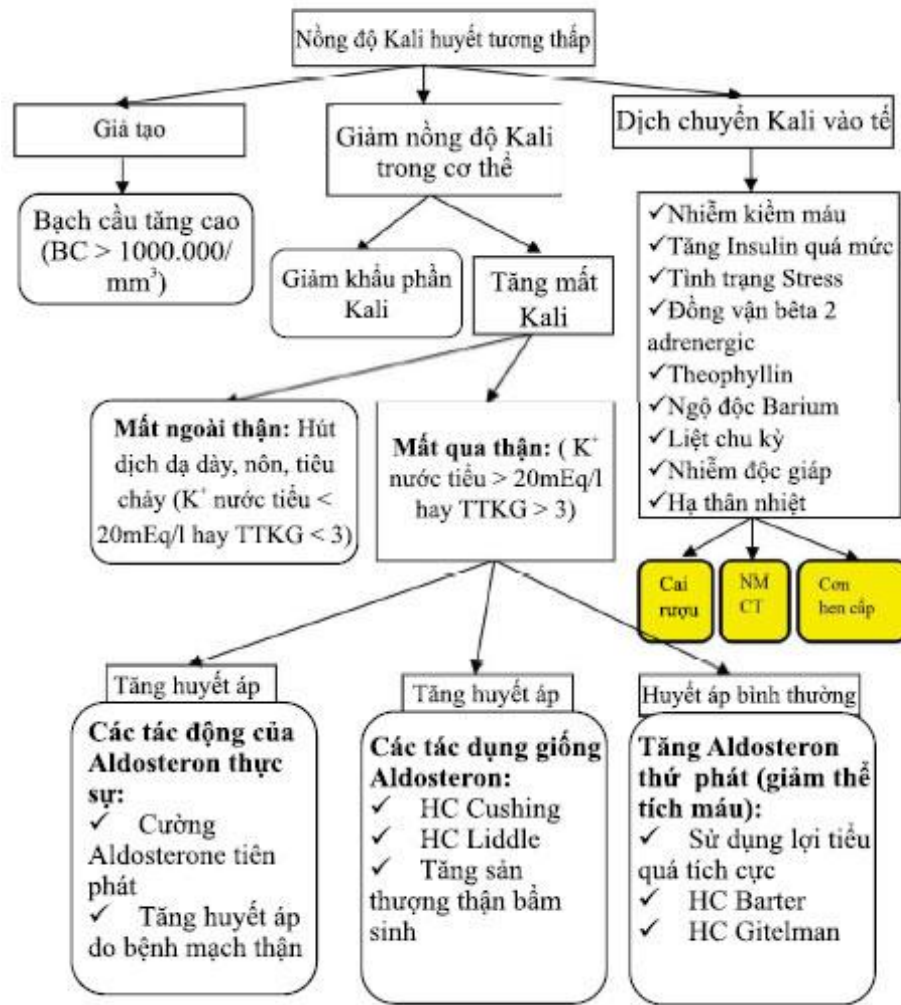 Nồng độ Kali huyết tương thấp
Giả tạo
Giảm nồng độ Kali
trong cơ thể
Dịch chuyển Kali vào tế
Bạch cầu tăng cao
(BC > 1000.000/
mm³)
Giảm khẩu phần
Kali
Tăng mất
Kali
✓Nhiễm kiềm máu
✓Tăng Insulin quá mức
✓Tình trạng Stress
✓Đồng vận bêta 2
adrenergic
✓Theophyllin
✓Ngộ độc Barium
✓Liệt chu kỳ
✓Nhiễm độc giáp
✓Hạ thân nhiệt
Mất ngoài thận: Hút
dịch dạ dày, nôn, tiêu
chảy (K⁺ nước tiểu <
20mEq/l hay TTKG < 3)
Mất qua thận: ( K⁺
nước tiểu > 20mEq/l
hay TTKG > 3)
Cai
rượu
NM
CT
Cơn
hen cấp
Tăng huyết áp
Các tác động của
Aldosteron thực
sự:
✓ Cường
Aldosterone tiên
phát
✓ Tăng huyết áp
do bệnh mạch thận
Tăng huyết áp
Các tác dụng giống
Aldosteron:
✓ HC Cushing
✓ HC Liddle
✓ Tăng sản
thượng thận bẩm
sinh
Huyết áp bình thường
Tăng Aldosteron
thứ phát (giảm thể
tích máu):
✓ Sử dụng lợi tiểu
quá tích cực
✓ HC Barter
✓ HC Gitelman